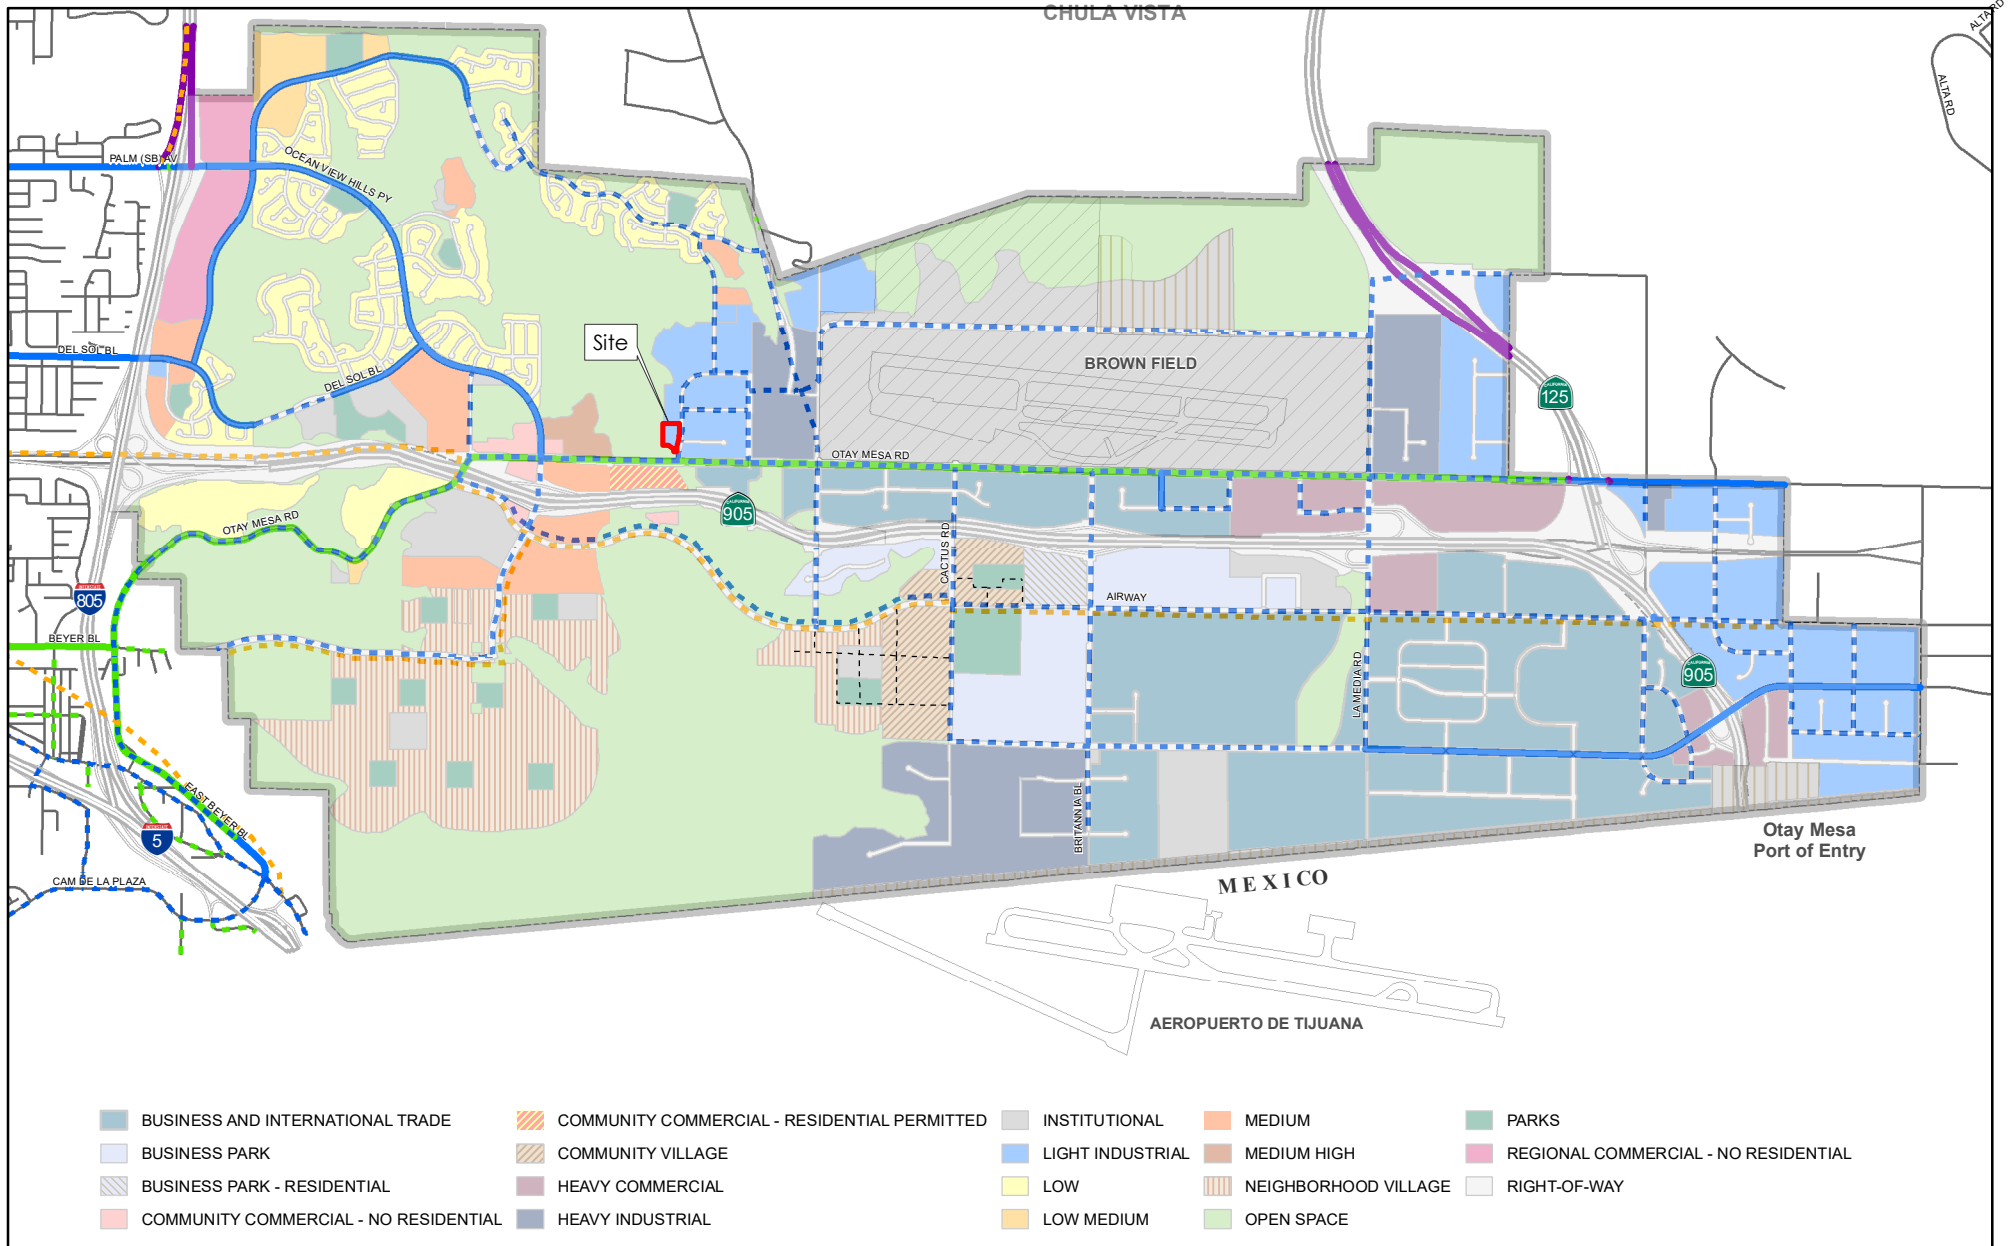 CHULA VISTA
ALTA RD
ALTA RD
PALM (SB) AV
OCEAN VIEW HILLS PY
Site
DEL SOL BL
DEL SOL BL
BROWN FIELD
CALIFORNIA
125
OTAY MESA RD
CALIFORNIA
905
OTAY MESA RD
CACTUS RD
INTERSTATE
805
AIRWAY
BEYER BL
LA MEDIA RD
CALIFORNIA
905
EAST BEYER BL
BRITANNIA BL
INTERSTATE
5
Otay Mesa
Port of Entry
CAM DE LA PLAZA
MEXICO
AEROPUERTO DE TIJUANA
BUSINESS AND INTERNATIONAL TRADE
BUSINESS PARK
BUSINESS PARK - RESIDENTIAL
COMMUNITY COMMERCIAL - NO RESIDENTIAL
COMMUNITY COMMERCIAL - RESIDENTIAL PERMITTED
COMMUNITY VILLAGE
HEAVY COMMERCIAL
HEAVY INDUSTRIAL
INSTITUTIONAL
LIGHT INDUSTRIAL
LOW
LOW MEDIUM
MEDIUM
MEDIUM HIGH
NEIGHBORHOOD VILLAGE
OPEN SPACE
PARKS
REGIONAL COMMERCIAL - NO RESIDENTIAL
RIGHT-OF-WAY